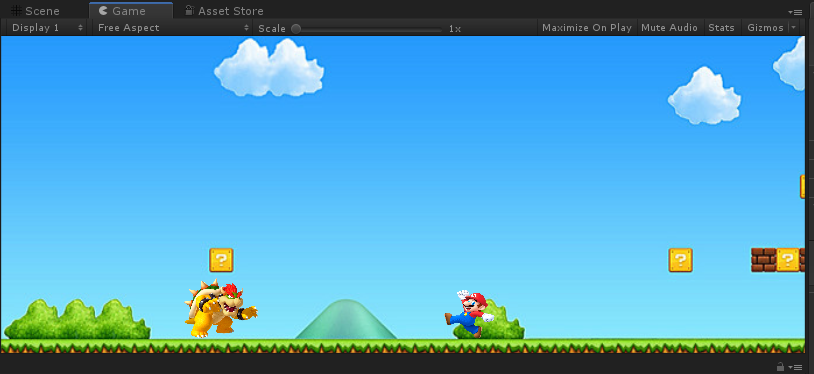 Scene Game Asset Store
Display 1 Free Aspect Scale 1x Maximize On Play Mute Audio Stats Gizmos
?
? ?